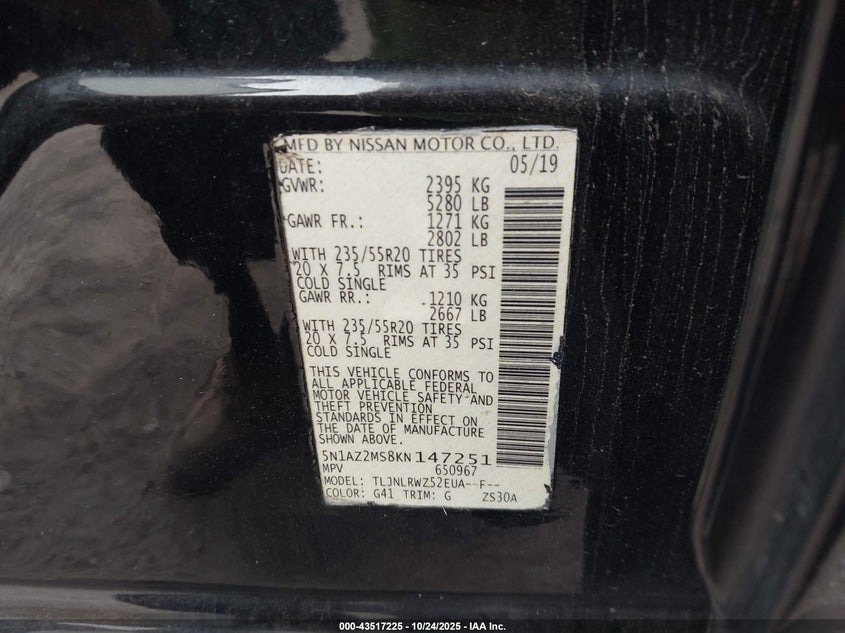 MFD BY NISSAN MOTOR CO., LTD.
DATE: 05/19
GVWR: 2395 KG
5280 LB
GAWR FR.: 1271 KG
2802 LB
WITH 235/55R20 TIRES
20 X 7.5 RIMS AT 35 PSI
COLD SINGLE
GAWR RR.: 1210 KG
2667 LB
WITH 235/55R20 TIRES
20 X 7.5 RIMS AT 35 PSI
COLD SINGLE
THIS VEHICLE CONFORMS TO
ALL APPLICABLE FEDERAL
MOTOR VEHICLE SAFETY AND
THEFT PREVENTION
STANDARDS IN EFFECT ON
THE DATE OF MANUFACTURE
SHOWN ABOVE.
5N1AZ2MS8KN147251
MPV 650967
MODEL: TLJNLRWZ52EUA--F--
COLOR: G41 TRIM: G ZS30A
000-43517225 - 10/24/2025 - IAA Inc.